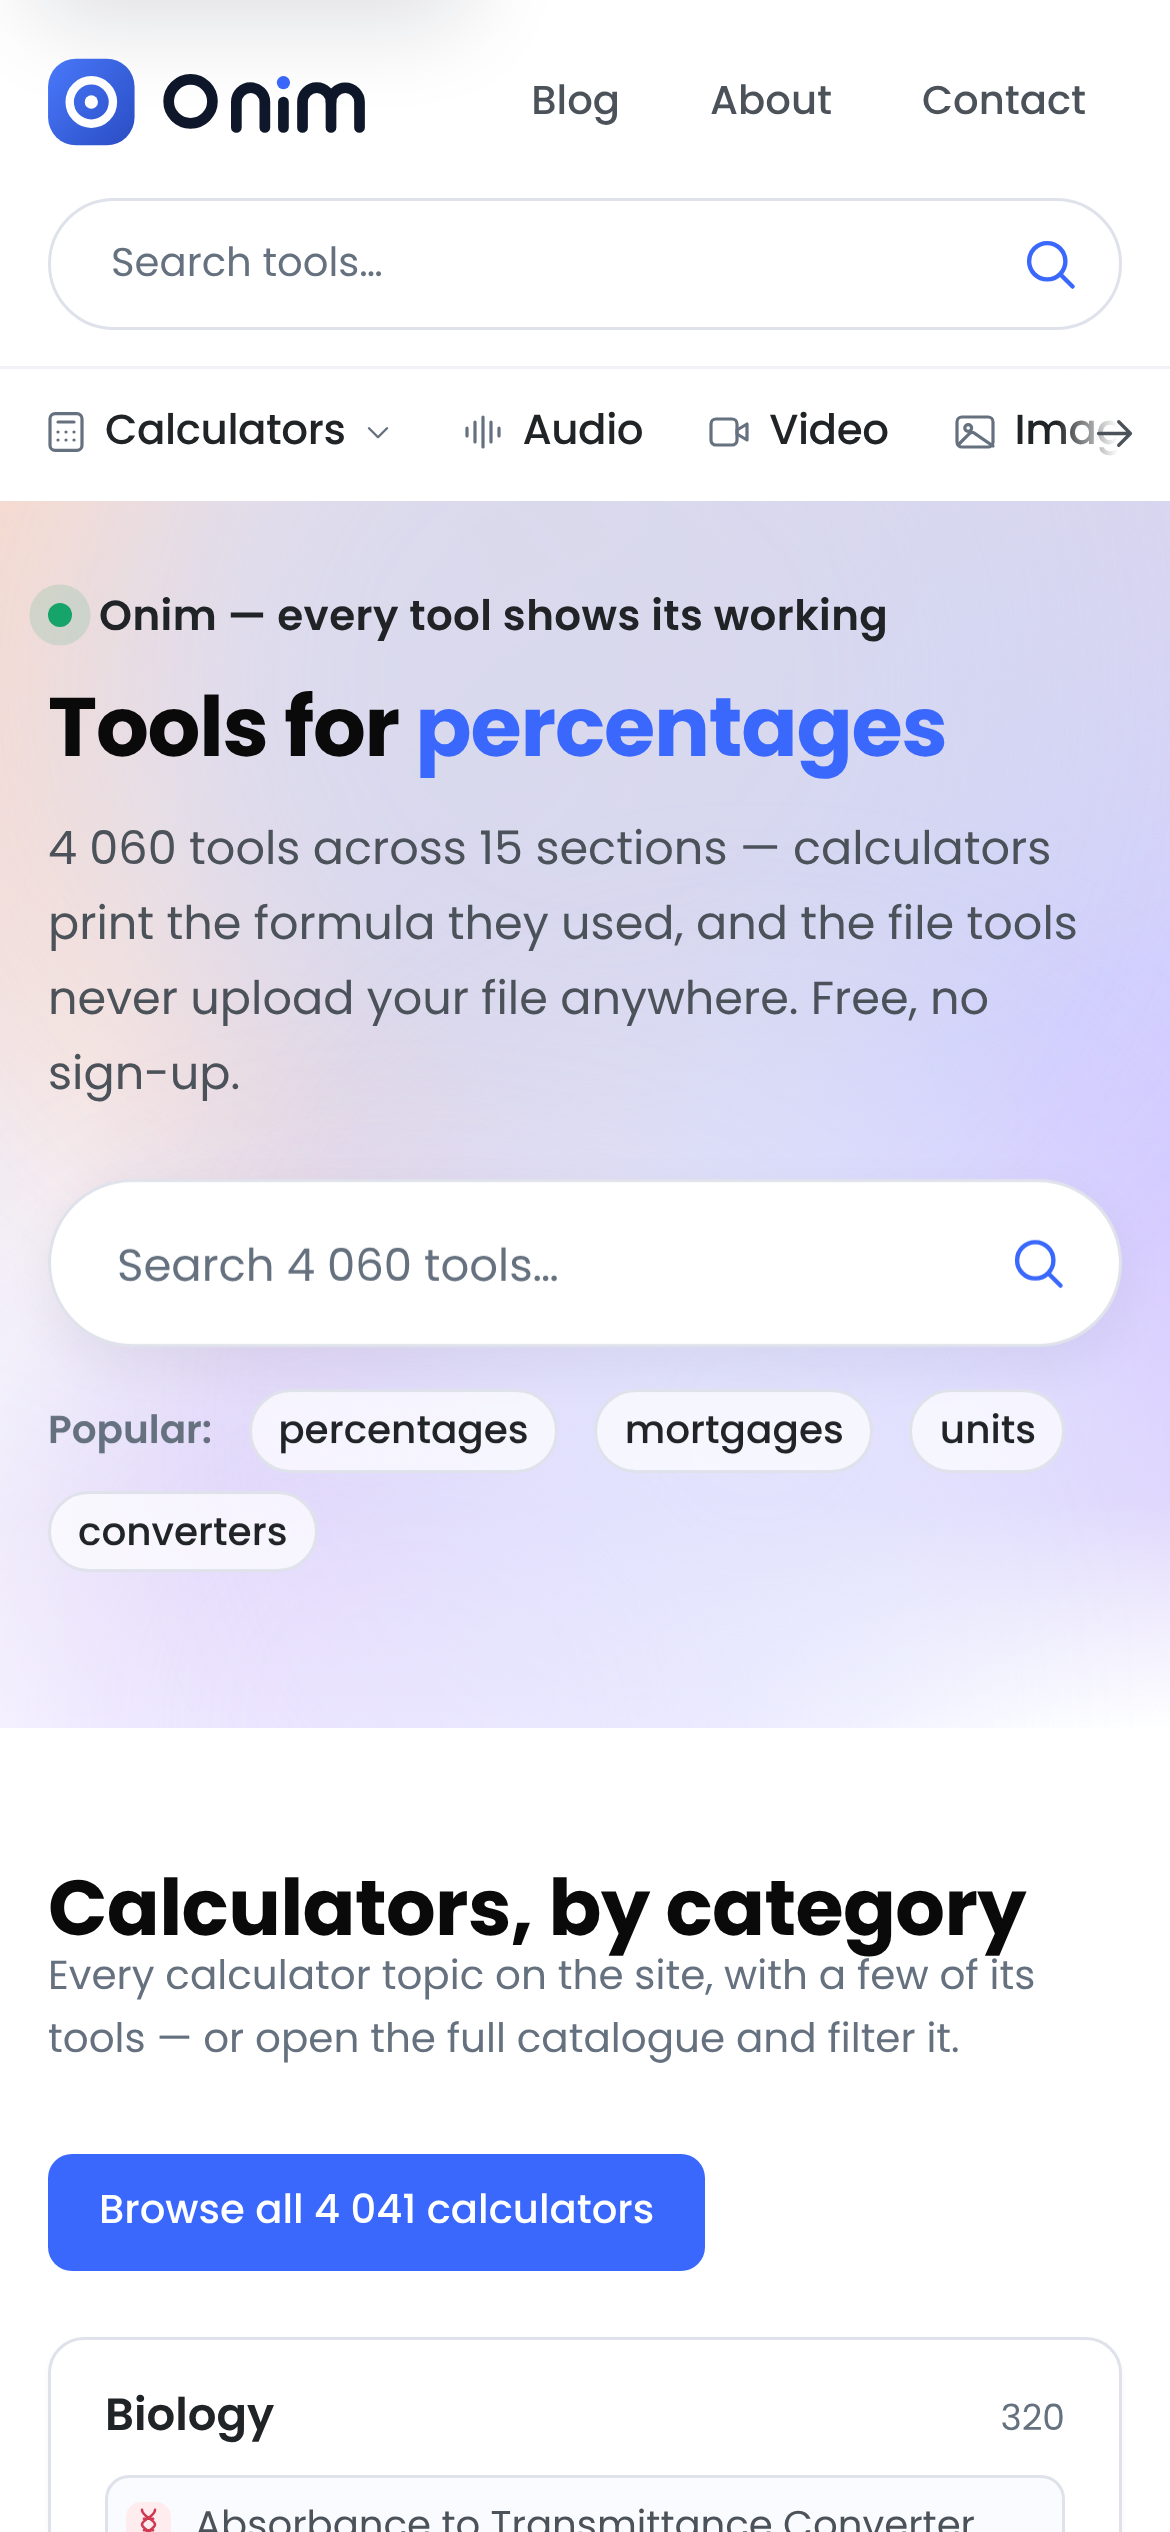 Onim
Blog
About
Contact
Search tools...
Calculators
Audio
Video
Imag
Onim — every tool shows its working
Tools for percentages
4 060 tools across 15 sections — calculators
print the formula they used, and the file tools
never upload your file anywhere. Free, no
sign-up.
Search 4 060 tools...
Popular:
percentages
mortgages
units
converters
Calculators, by category
Every calculator topic on the site, with a few of its
tools — or open the full catalogue and filter it.
Browse all 4 041 calculators
Biology
320
Absorbance to Transmittance Converter